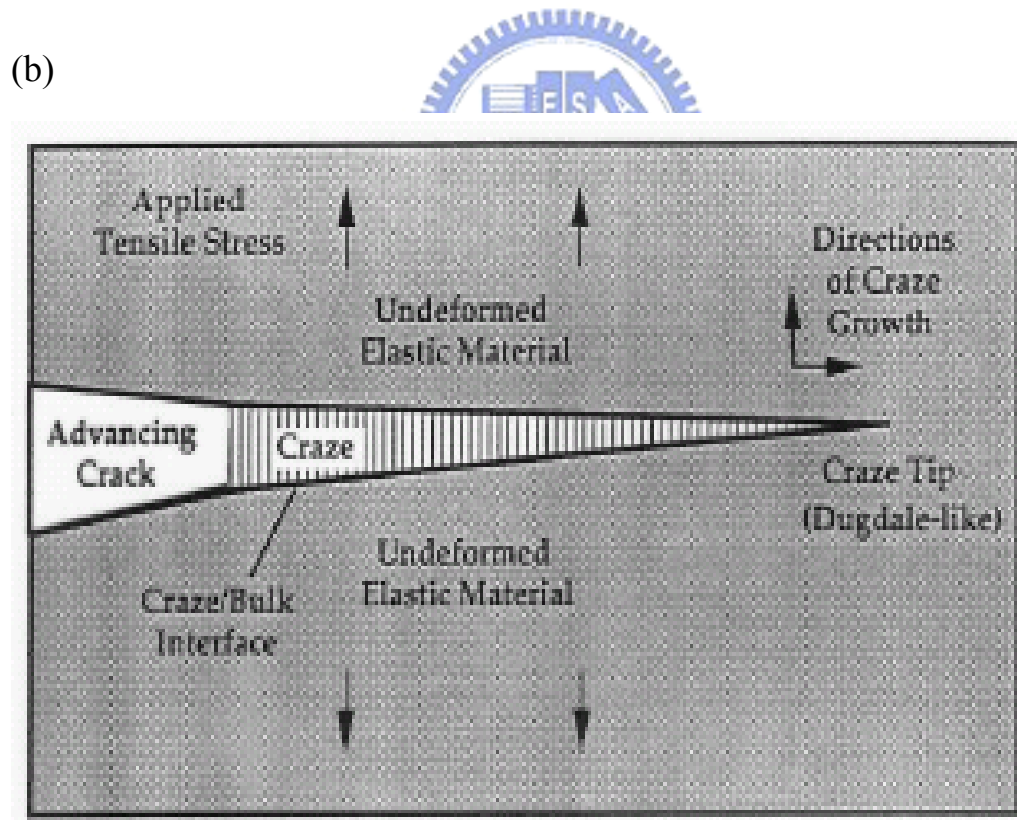 (b)
ESA
Applied
Tensile Stress
Directions
of Craze
Growth
Undeformed
Elastic Material
Advancing
Crack
Craze
Craze Tip
(Dugdale-like)
Undeformed
Elastic Material
Craze/Bulk
Interface